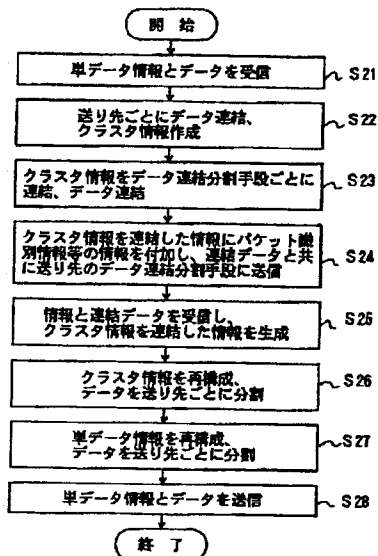 開 始
単データ情報とデータを受信
S21
送り先ごとにデータ連結、
クラスタ情報作成
S22
クラスタ情報をデータ連結分割手段ごとに
連結、データ連結
S23
クラスタ情報を連結した情報にパケット識
別情報等の情報を付加し、連結データと共
に送り先のデータ連結分割手段に送信
S24
情報と連結データを受信し、
クラスタ情報を連結した情報を生成
S25
クラスタ情報を再構成、
データを送り先ごとに分割
S26
単データ情報を再構成、
データを送り先ごとに分割
S27
単データ情報とデータを送信
S28
終 了